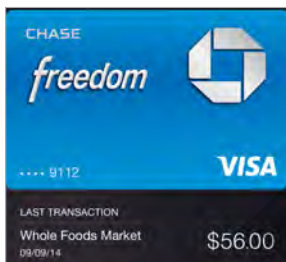 CHASE
freedom
.... 9112
VISA
LAST TRANSACTION
Whole Foods Market
$56.00
09/09/14